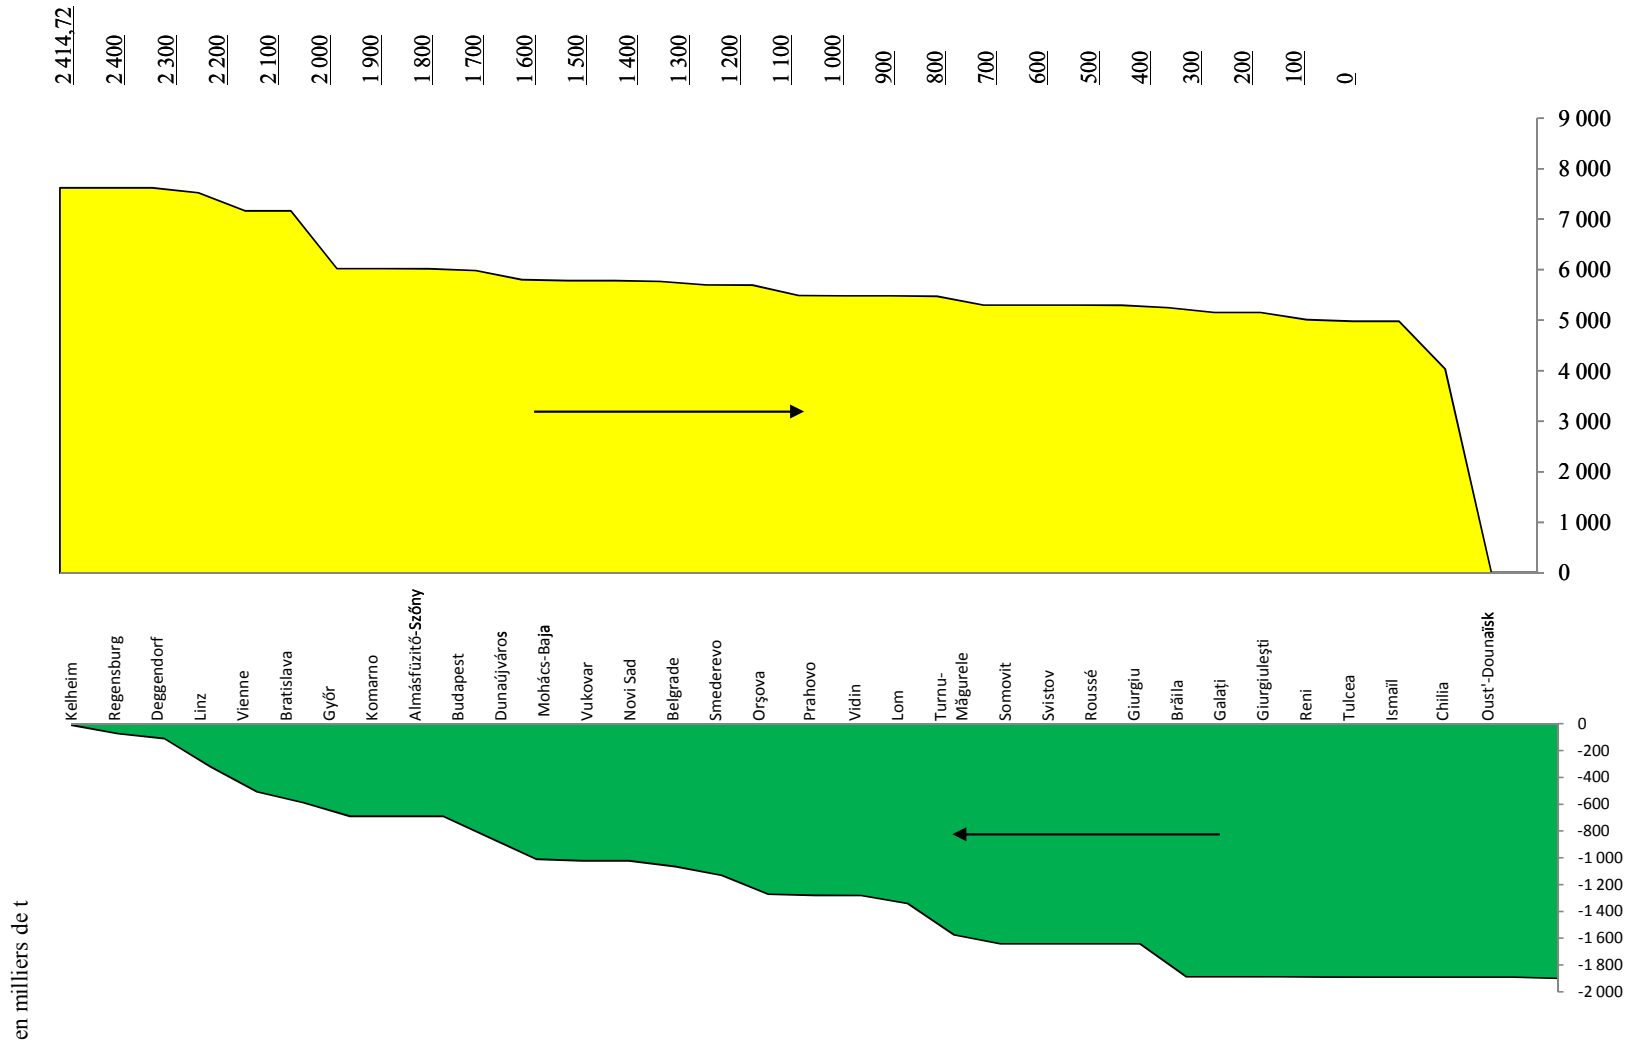 2 414,72
2 400
2 300
2 200
2 100
2 000
1 900
1 800
1 700
1 600
1 500
1 400
1 300
1 200
1 100
1 000
900
800
700
600
500
400
300
200
100
0
9 000
8 000
7 000
6 000
5 000
4 000
3 000
2 000
1 000
0
Kelheim
Regensburg
Deggendorf
Linz
Vienne
Bratislava
Győr
Komarno
Almásfüzitő-Szőny
Budapest
Dunaújváros
Mohács-Baja
Vukovar
Novi Sad
Belgrade
Smederevo
Orşova
Prahovo
Vidin
Lom
Turnu-
Măgurele
Somovit
Svistov
Roussé
Giurgiu
Brăila
Galaţi
Giurgiuleşti
Reni
Tulcea
Ismaïl
Chilia
Oust'-Dounaïsk
0
-200
-400
-600
-800
-1 000
-1 200
-1 400
-1 600
-1 800
-2 000
en milliers de t